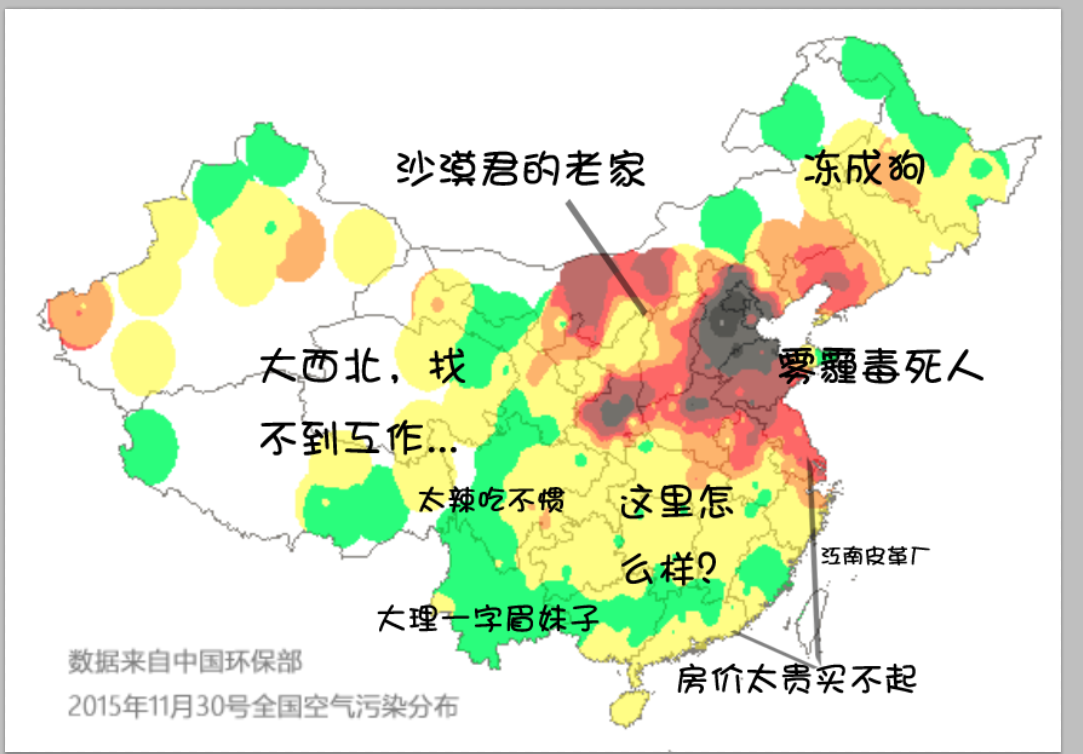 沙漠君的老家
冻成狗
大西北，找
不到工作...
雾霾毒死人
太辣吃不惯
这里怎
么样？
江南皮革厂
大理一字眉妹子
房价太贵买不起
数据来自中国环保部
2015年11月30号全国空气污染分布